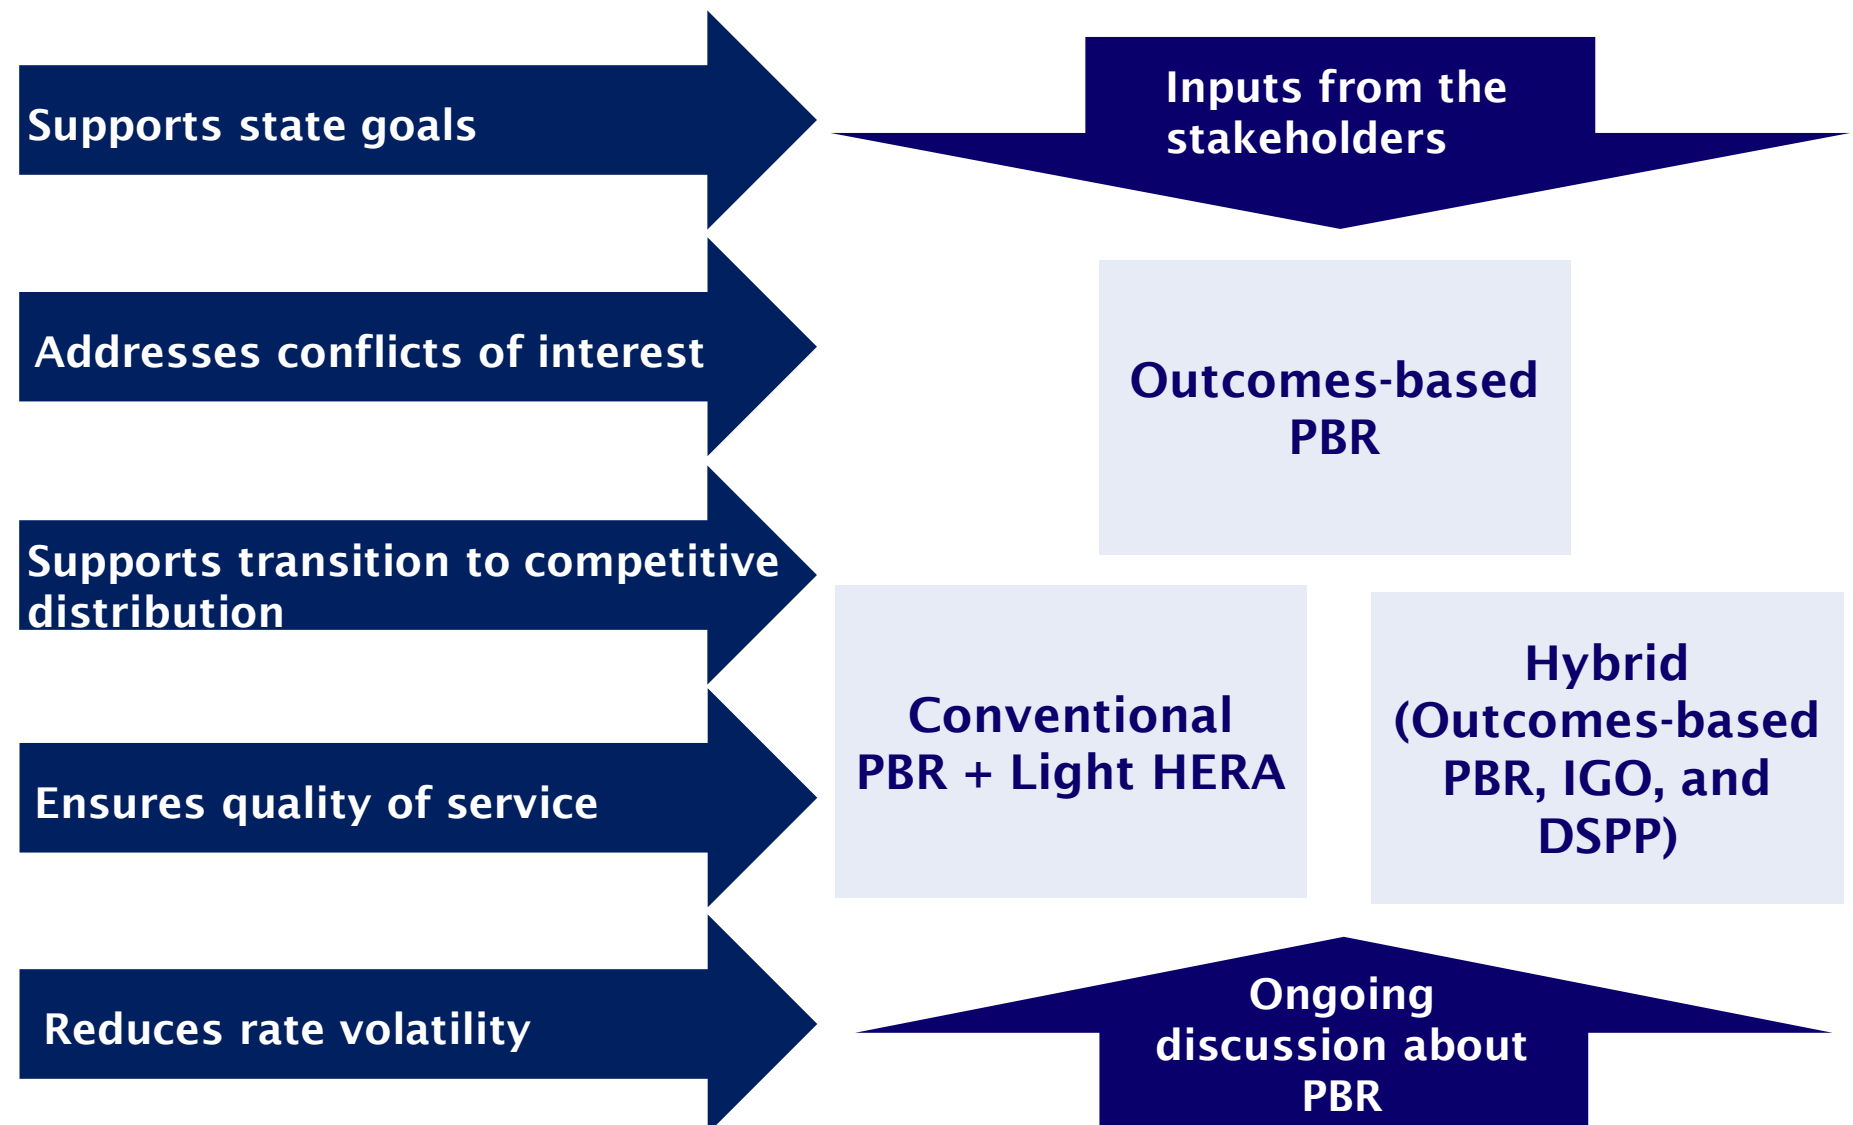 Supports state goals
Addresses conflicts of interest
Supports transition to competitive
distribution
Ensures quality of service
Reduces rate volatility
Inputs from the
stakeholders
Outcomes-based
PBR
Conventional
PBR + Light HERA
Hybrid
(Outcomes-based
PBR, IGO, and
DSPP)
Ongoing
discussion about
PBR